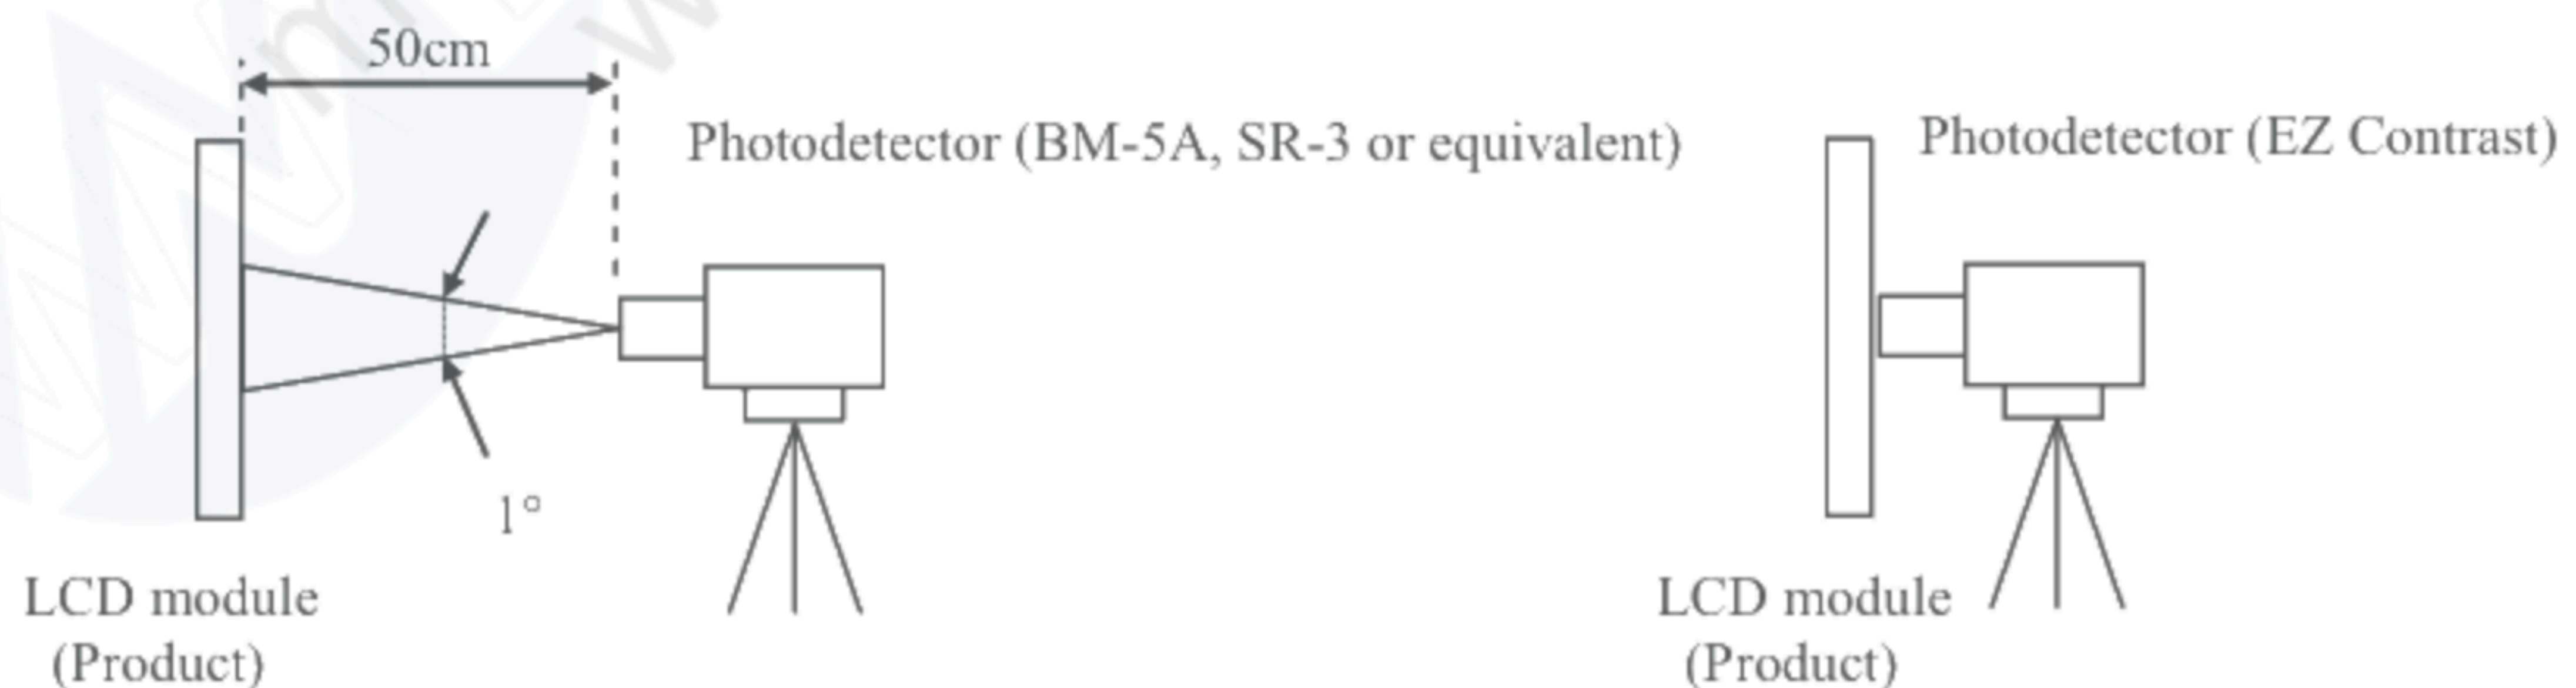 50cm
Photodetector (BM-5A, SR-3 or equivalent)
1°
LCD module
(Product)
Photodetector (EZ Contrast)
LCD module
(Product)